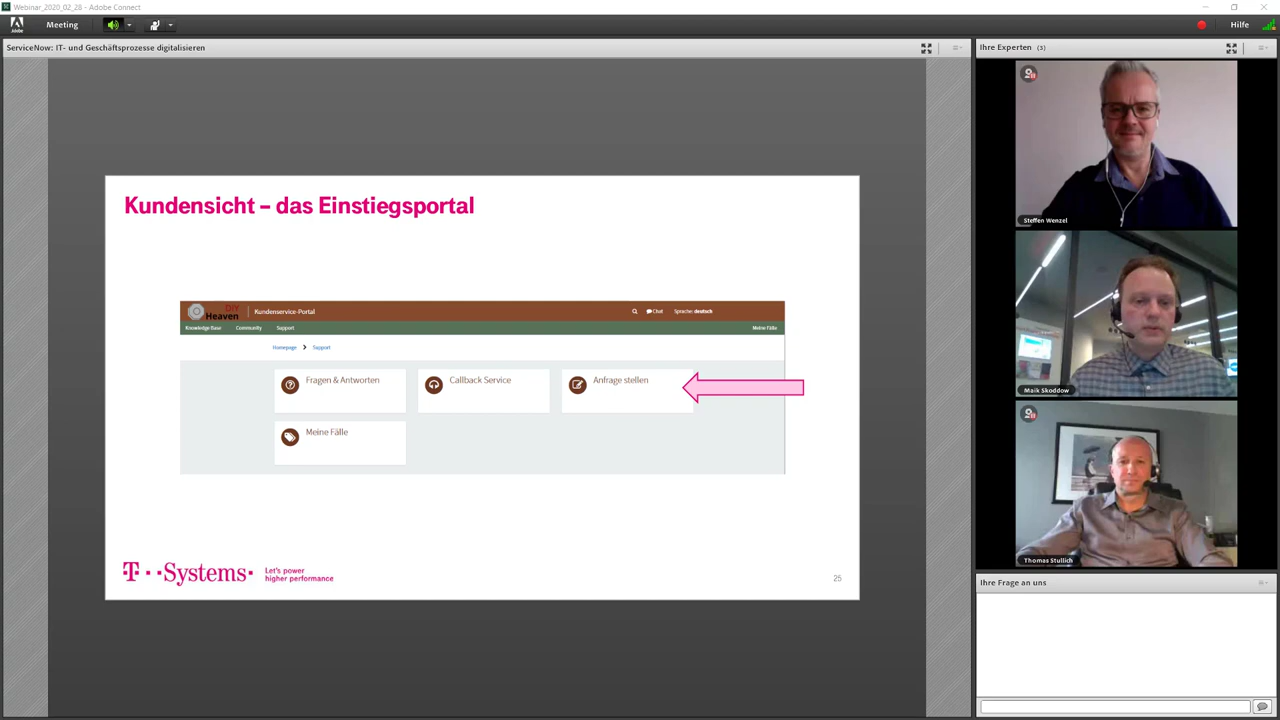 Webinar_2020_02_28 - Adobe Connect
Adobe
Meeting
Hilfe
ServiceNow: IT- und Geschäftsprozesse digitalisieren
Kundensicht – das Einstiegsportal
DIY
Heaven
Kundenservice-Portal
Chat
Sprache: deutsch
Knowledge Base
Community
Support
Meine Fälle
Homepage
Support
Fragen & Antworten
Callback Service
Anfrage stellen
Meine Fälle
T··Systems·
Let's power
higher performance
25
Ihre Experten (3)
Steffen Wenzel
Maik Skoddow
Thomas Stullich
Ihre Frage an uns